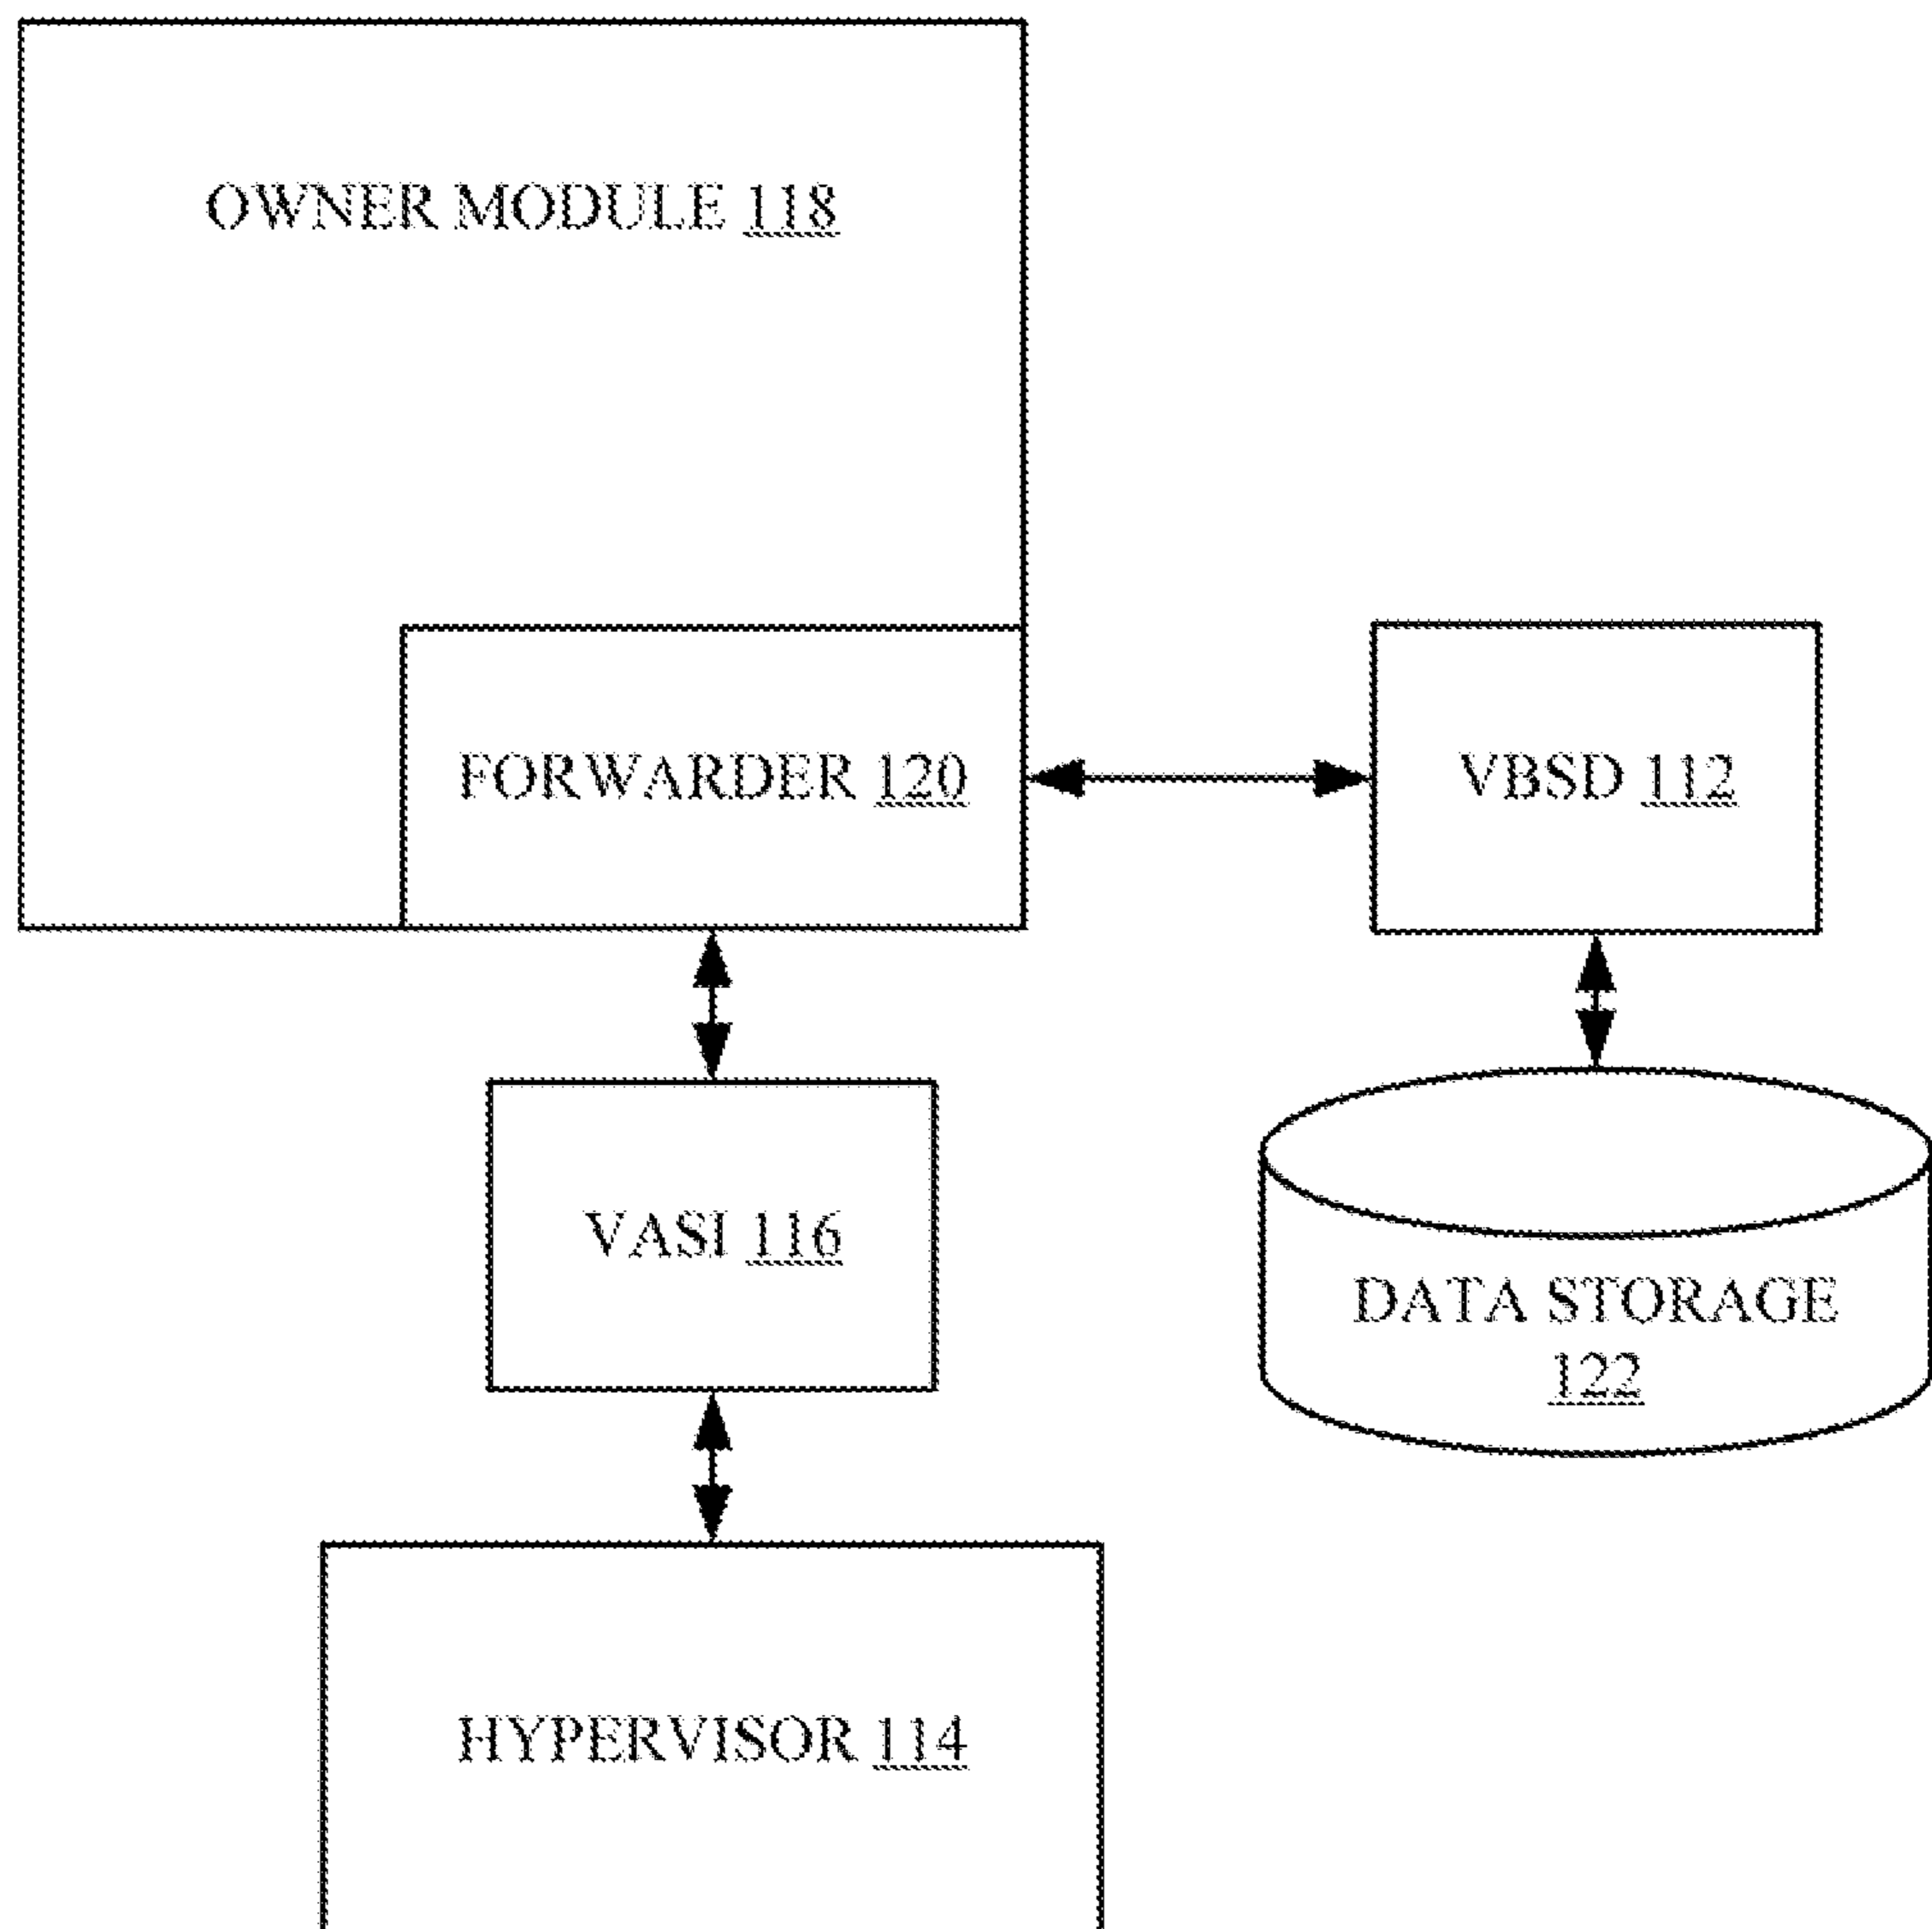 OWNER MODULE 118
FORWARDER 120
VBSD 112
VASI 116
DATA STORAGE
122
HYPERVISOR 114